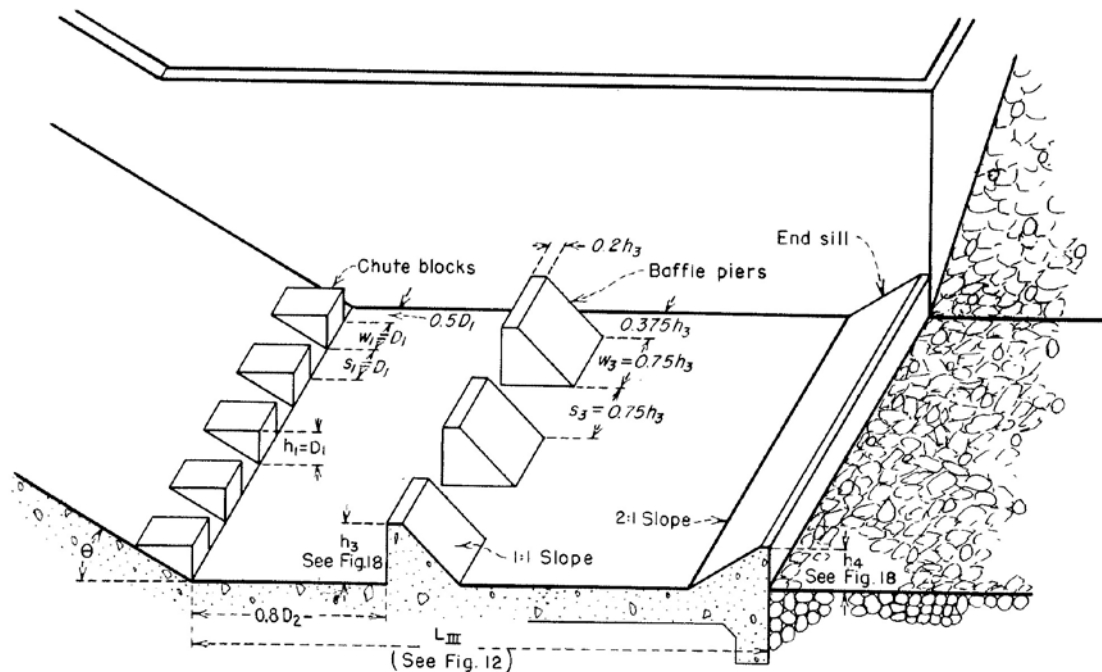 0.2h₃
End sill
Chute blocks
Baffle piers
0.5D₁
0.375h₃
w₁=D₁
w₃ = 0.75h₃
s₁=D₁
s₃ = 0.75h₃
h₁=D₁
2:1 Slope
h₃
See Fig.18
1:1 Slope
h₄
See Fig. 18
θ
0.8D₂
L III
(See Fig. 12)